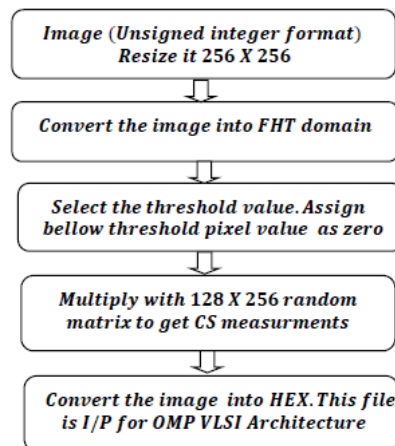 Image (Unsigned integer format)
Resize it 256 X 256
Convert the image into FHT domain
Select the threshold value. Assign
bellow threshold pixel value as zero
Multiply with 128 X 256 random
matrix to get CS measurments
Convert the image into HEX. This file
is I/P for OMP VLSI Architecture